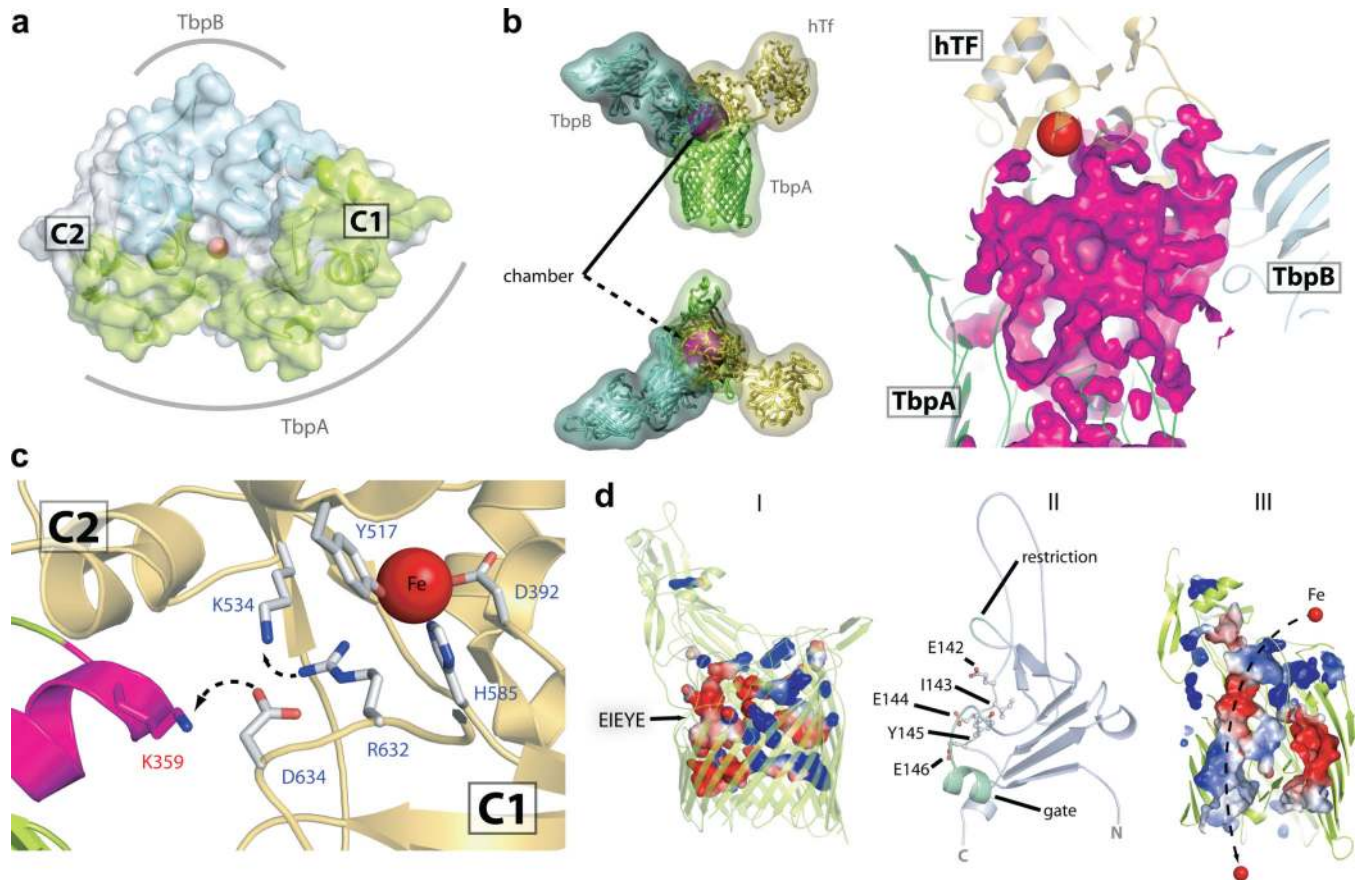 a
TbpB
C2
C1
TbpA
b
hTf
TbpB
TbpA
chamber
hTF
TbpB
TbpA
c
C2
Y517
K534
Fe
D392
H585
K359
R632
D634
C1
d
I
II
III
restriction
Fe
E142
I143
EIEYE
E144
Y145
E146
gate
N
C